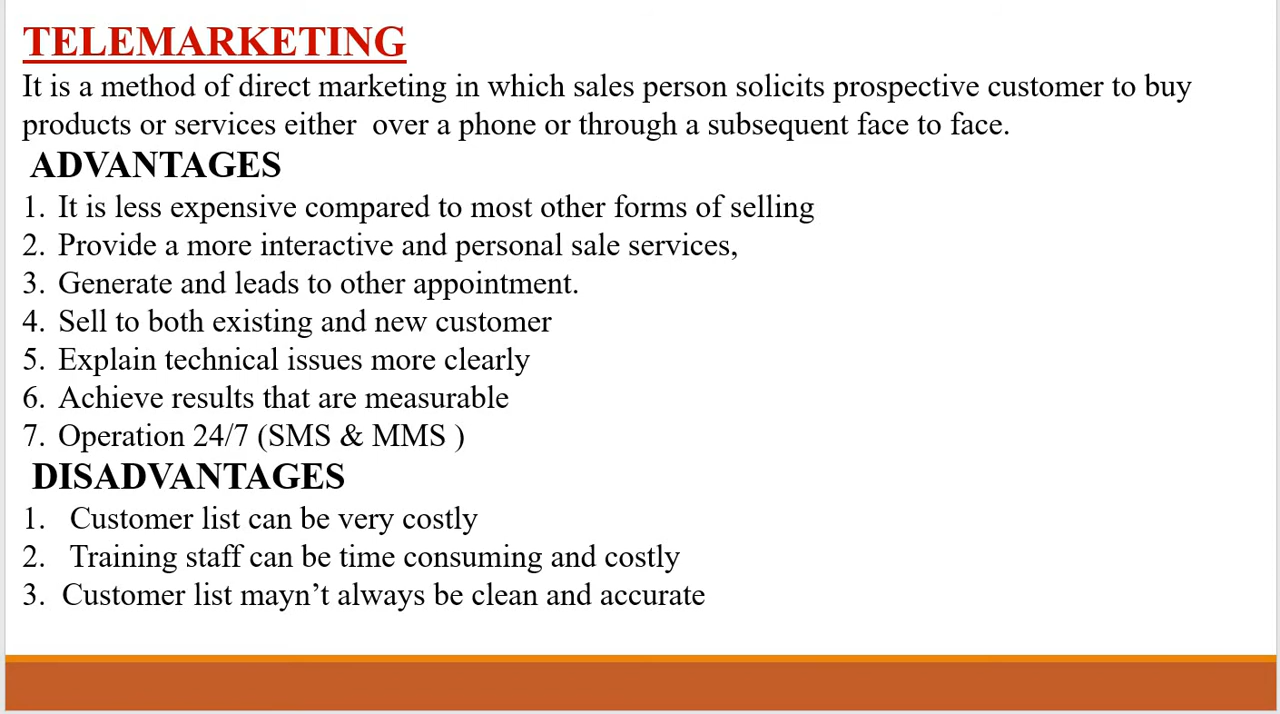 TELEMARKETING
It is a method of direct marketing in which sales person solicits prospective customer to buy
products or services either over a phone or through a subsequent face to face.
ADVANTAGES
1. It is less expensive compared to most other forms of selling
2. Provide a more interactive and personal sale services,
3. Generate and leads to other appointment.
4. Sell to both existing and new customer
5. Explain technical issues more clearly
6. Achieve results that are measurable
7. Operation 24/7 (SMS & MMS )
DISADVANTAGES
1. Customer list can be very costly
2. Training staff can be time consuming and costly
3. Customer list mayn’t always be clean and accurate